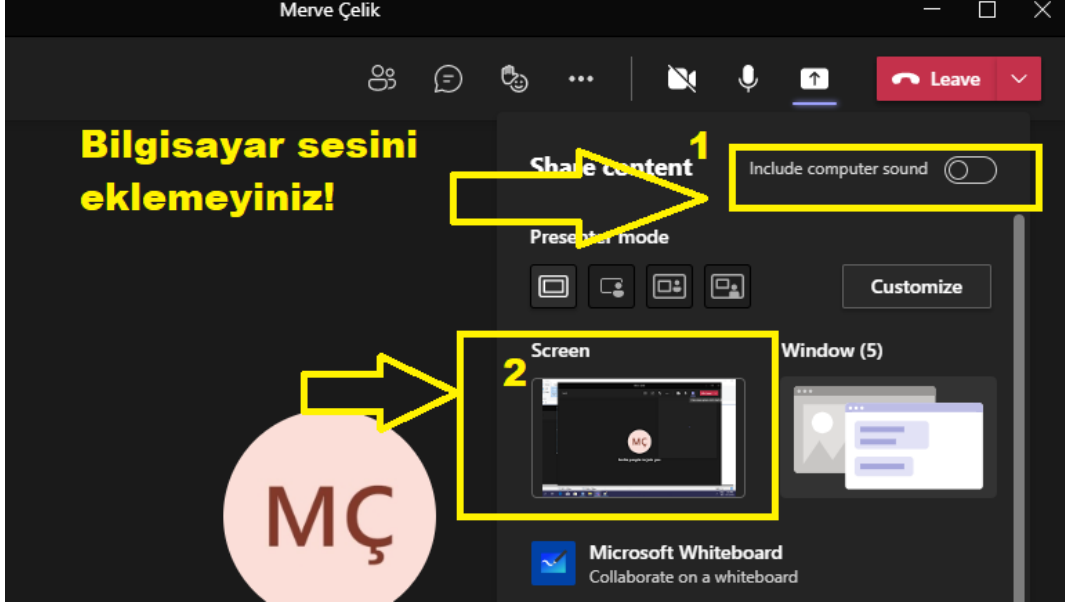 Merve Çelik
Leave
Bilgisayar sesini
eklemeyiniz!
1
Share content
Include computer sound
Presenter mode
Customize
2
Screen
Window (5)
MÇ
MÇ
Microsoft Whiteboard
Collaborate on a whiteboard